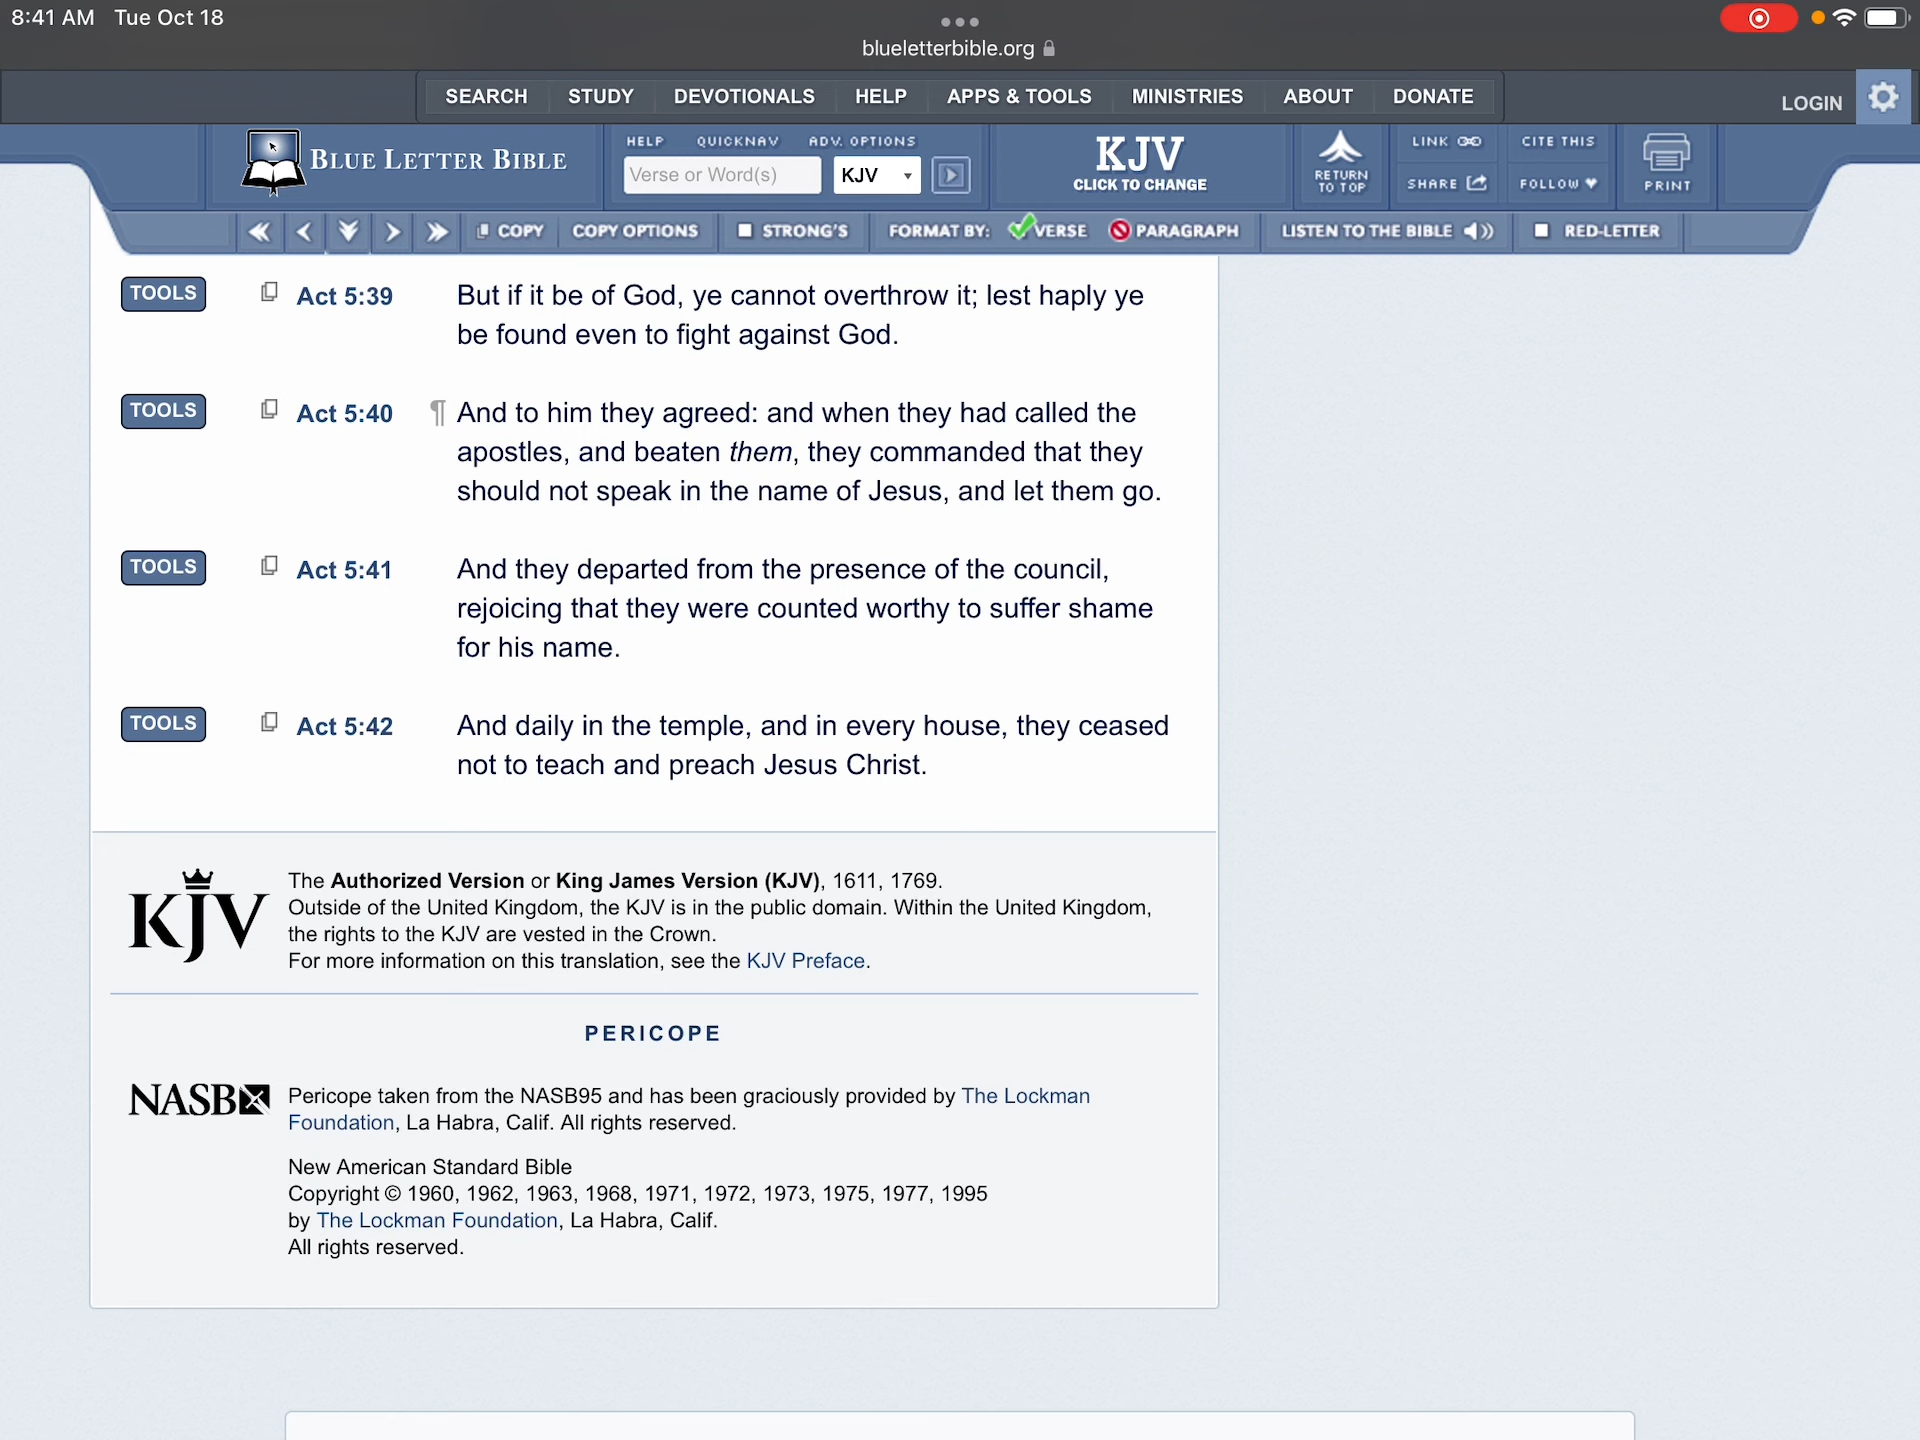 8:41 AM Tue Oct 18
blueletterbible.org
SEARCH STUDY DEVOTIONALS HELP APPS & TOOLS MINISTRIES ABOUT DONATE LOGIN
BLUE LETTER BIBLE
HELP QUICKNAV ADV. OPTIONS
Verse or Word(s) KJV
KJV
CLICK TO CHANGE
RETURN
TO TOP
LINK
SHARE
CITE THIS
FOLLOW
PRINT
COPY COPY OPTIONS STRONG'S FORMAT BY: VERSE PARAGRAPH LISTEN TO THE BIBLE RED-LETTER
TOOLS Act 5:39 But if it be of God, ye cannot overthrow it; lest haply ye
be found even to fight against God.
TOOLS Act 5:40 ¶ And to him they agreed: and when they had called the
apostles, and beaten them, they commanded that they
should not speak in the name of Jesus, and let them go.
TOOLS Act 5:41 And they departed from the presence of the council,
rejoicing that they were counted worthy to suffer shame
for his name.
TOOLS Act 5:42 And daily in the temple, and in every house, they ceased
not to teach and preach Jesus Christ.
KJV
The Authorized Version or King James Version (KJV), 1611, 1769.
Outside of the United Kingdom, the KJV is in the public domain. Within the United Kingdom,
the rights to the KJV are vested in the Crown.
For more information on this translation, see the KJV Preface.
PERICOPE
NASB
Pericope taken from the NASB95 and has been graciously provided by The Lockman
Foundation, La Habra, Calif. All rights reserved.
New American Standard Bible
Copyright © 1960, 1962, 1963, 1968, 1971, 1972, 1973, 1975, 1977, 1995
by The Lockman Foundation, La Habra, Calif.
All rights reserved.